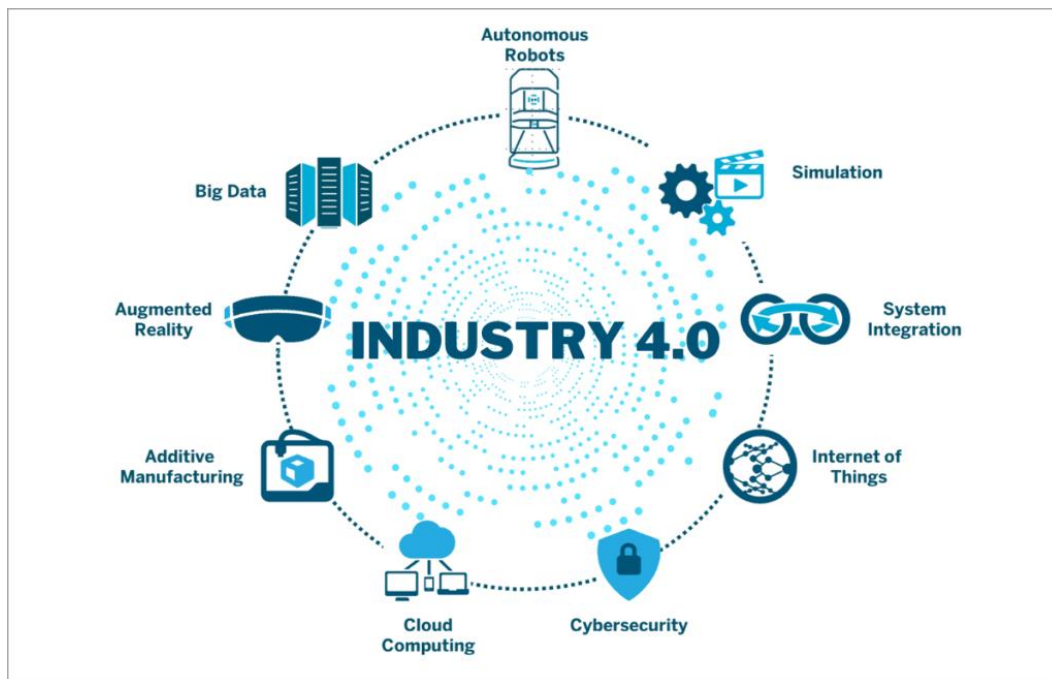 Autonomous
Robots
Simulation
Big Data
System
Integration
Augmented
Reality
INDUSTRY 4.0
Internet of
Things
Additive
Manufacturing
Cybersecurity
Cloud
Computing